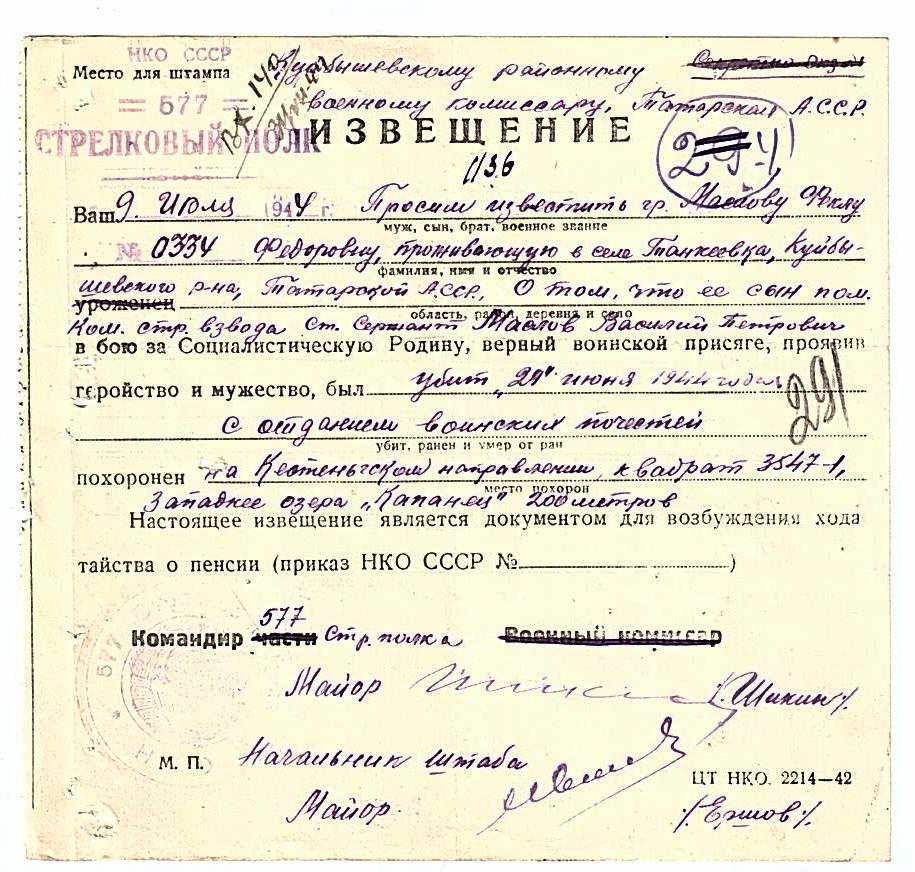 НКО СССР
Место для штампа
= 577 =
СТРЕЛКОВЫЙ ПОЛК
Куйбышевскому районному
военному комиссару, Татарская А.С.С.Р.
ИЗВЕЩЕНИЕ
1136
294
Ваш 9. Июля 1944 г. Просим известить гр. Маслову Феклу
муж, сын, брат, военное звание
№ 0334 Федоровну, проживающую в селе Танкеевка, Куйбы-
фамилия, имя и отчество
шевского р-на, Татарской А.ССР, О том, что ее сын пом.
уроженец
область, район, деревня и село
Ком. стр. взвода Ст. Сержант Маслов Василий Петрович
в бою за Социалистическую Родину, верный воинской присяге, проявив
геройство и мужество, был убит "29" июня 1944 года
291
с отданием воинских почестей
убит, ранен и умер от ран
похоронен на Кестеньгском направлении, квадрат 3547-1,
место похорон
Западнее озера "Капанец" 200 метров
Настоящее извещение является документом для возбуждения хода
тайства о пенсии (приказ НКО СССР № )
577
Командир части Стр. полка Военный комиссар
Майор /Шикин/.
М. П. Начальник штаба
ЦТ НКО. 2214—42
Майор /Ершов/.
577